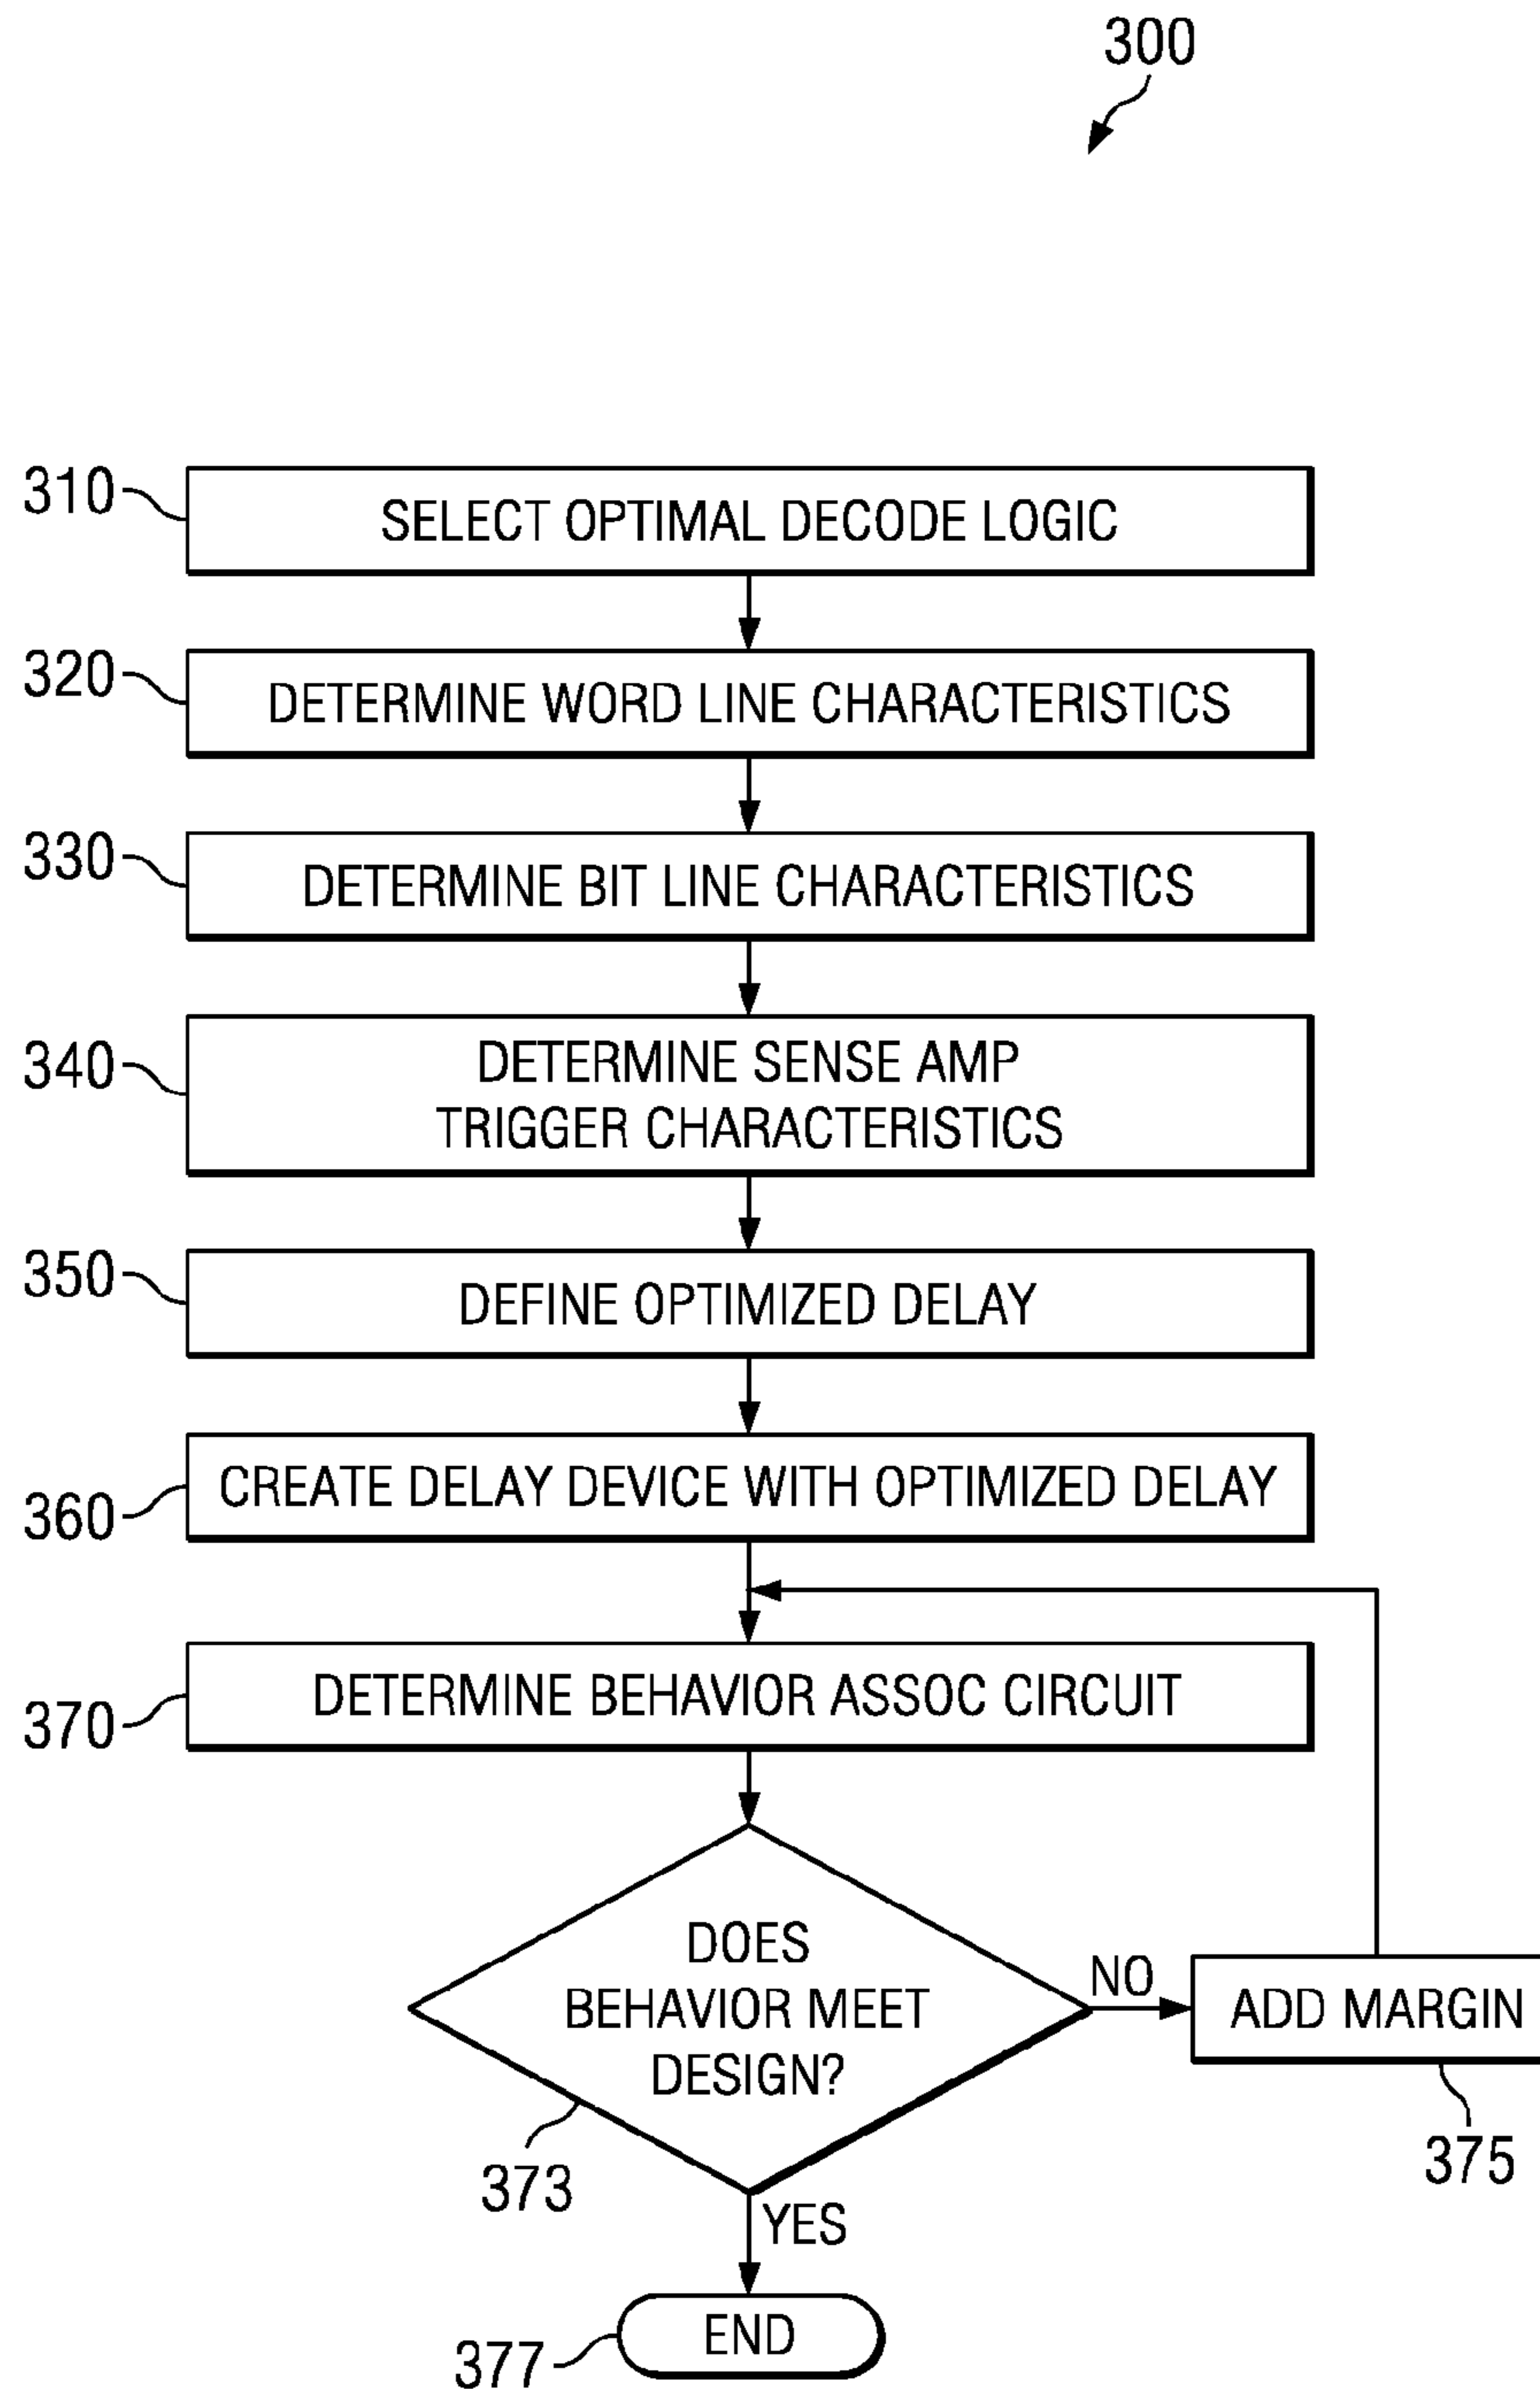 300
310
SELECT OPTIMAL DECODE LOGIC
320
DETERMINE WORD LINE CHARACTERISTICS
330
DETERMINE BIT LINE CHARACTERISTICS
340
DETERMINE SENSE AMP
TRIGGER CHARACTERISTICS
350
DEFINE OPTIMIZED DELAY
360
CREATE DELAY DEVICE WITH OPTIMIZED DELAY
370
DETERMINE BEHAVIOR ASSOC CIRCUIT
DOES
BEHAVIOR MEET
DESIGN?
NO
ADD MARGIN
373
375
YES
END
377